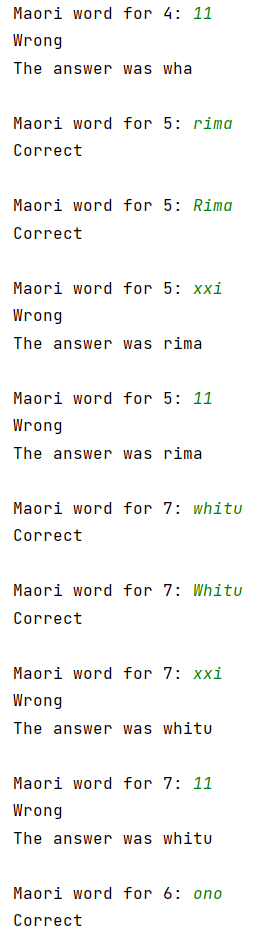 Maori word for 4: 11
Wrong
The answer was wha
Maori word for 5: rima
Correct
Maori word for 5: Rima
Correct
Maori word for 5: xxi
Wrong
The answer was rima
Maori word for 5: 11
Wrong
The answer was rima
Maori word for 7: whitu
Correct
Maori word for 7: Whitu
Correct
Maori word for 7: xxi
Wrong
The answer was whitu
Maori word for 7: 11
Wrong
The answer was whitu
Maori word for 6: ono
Correct